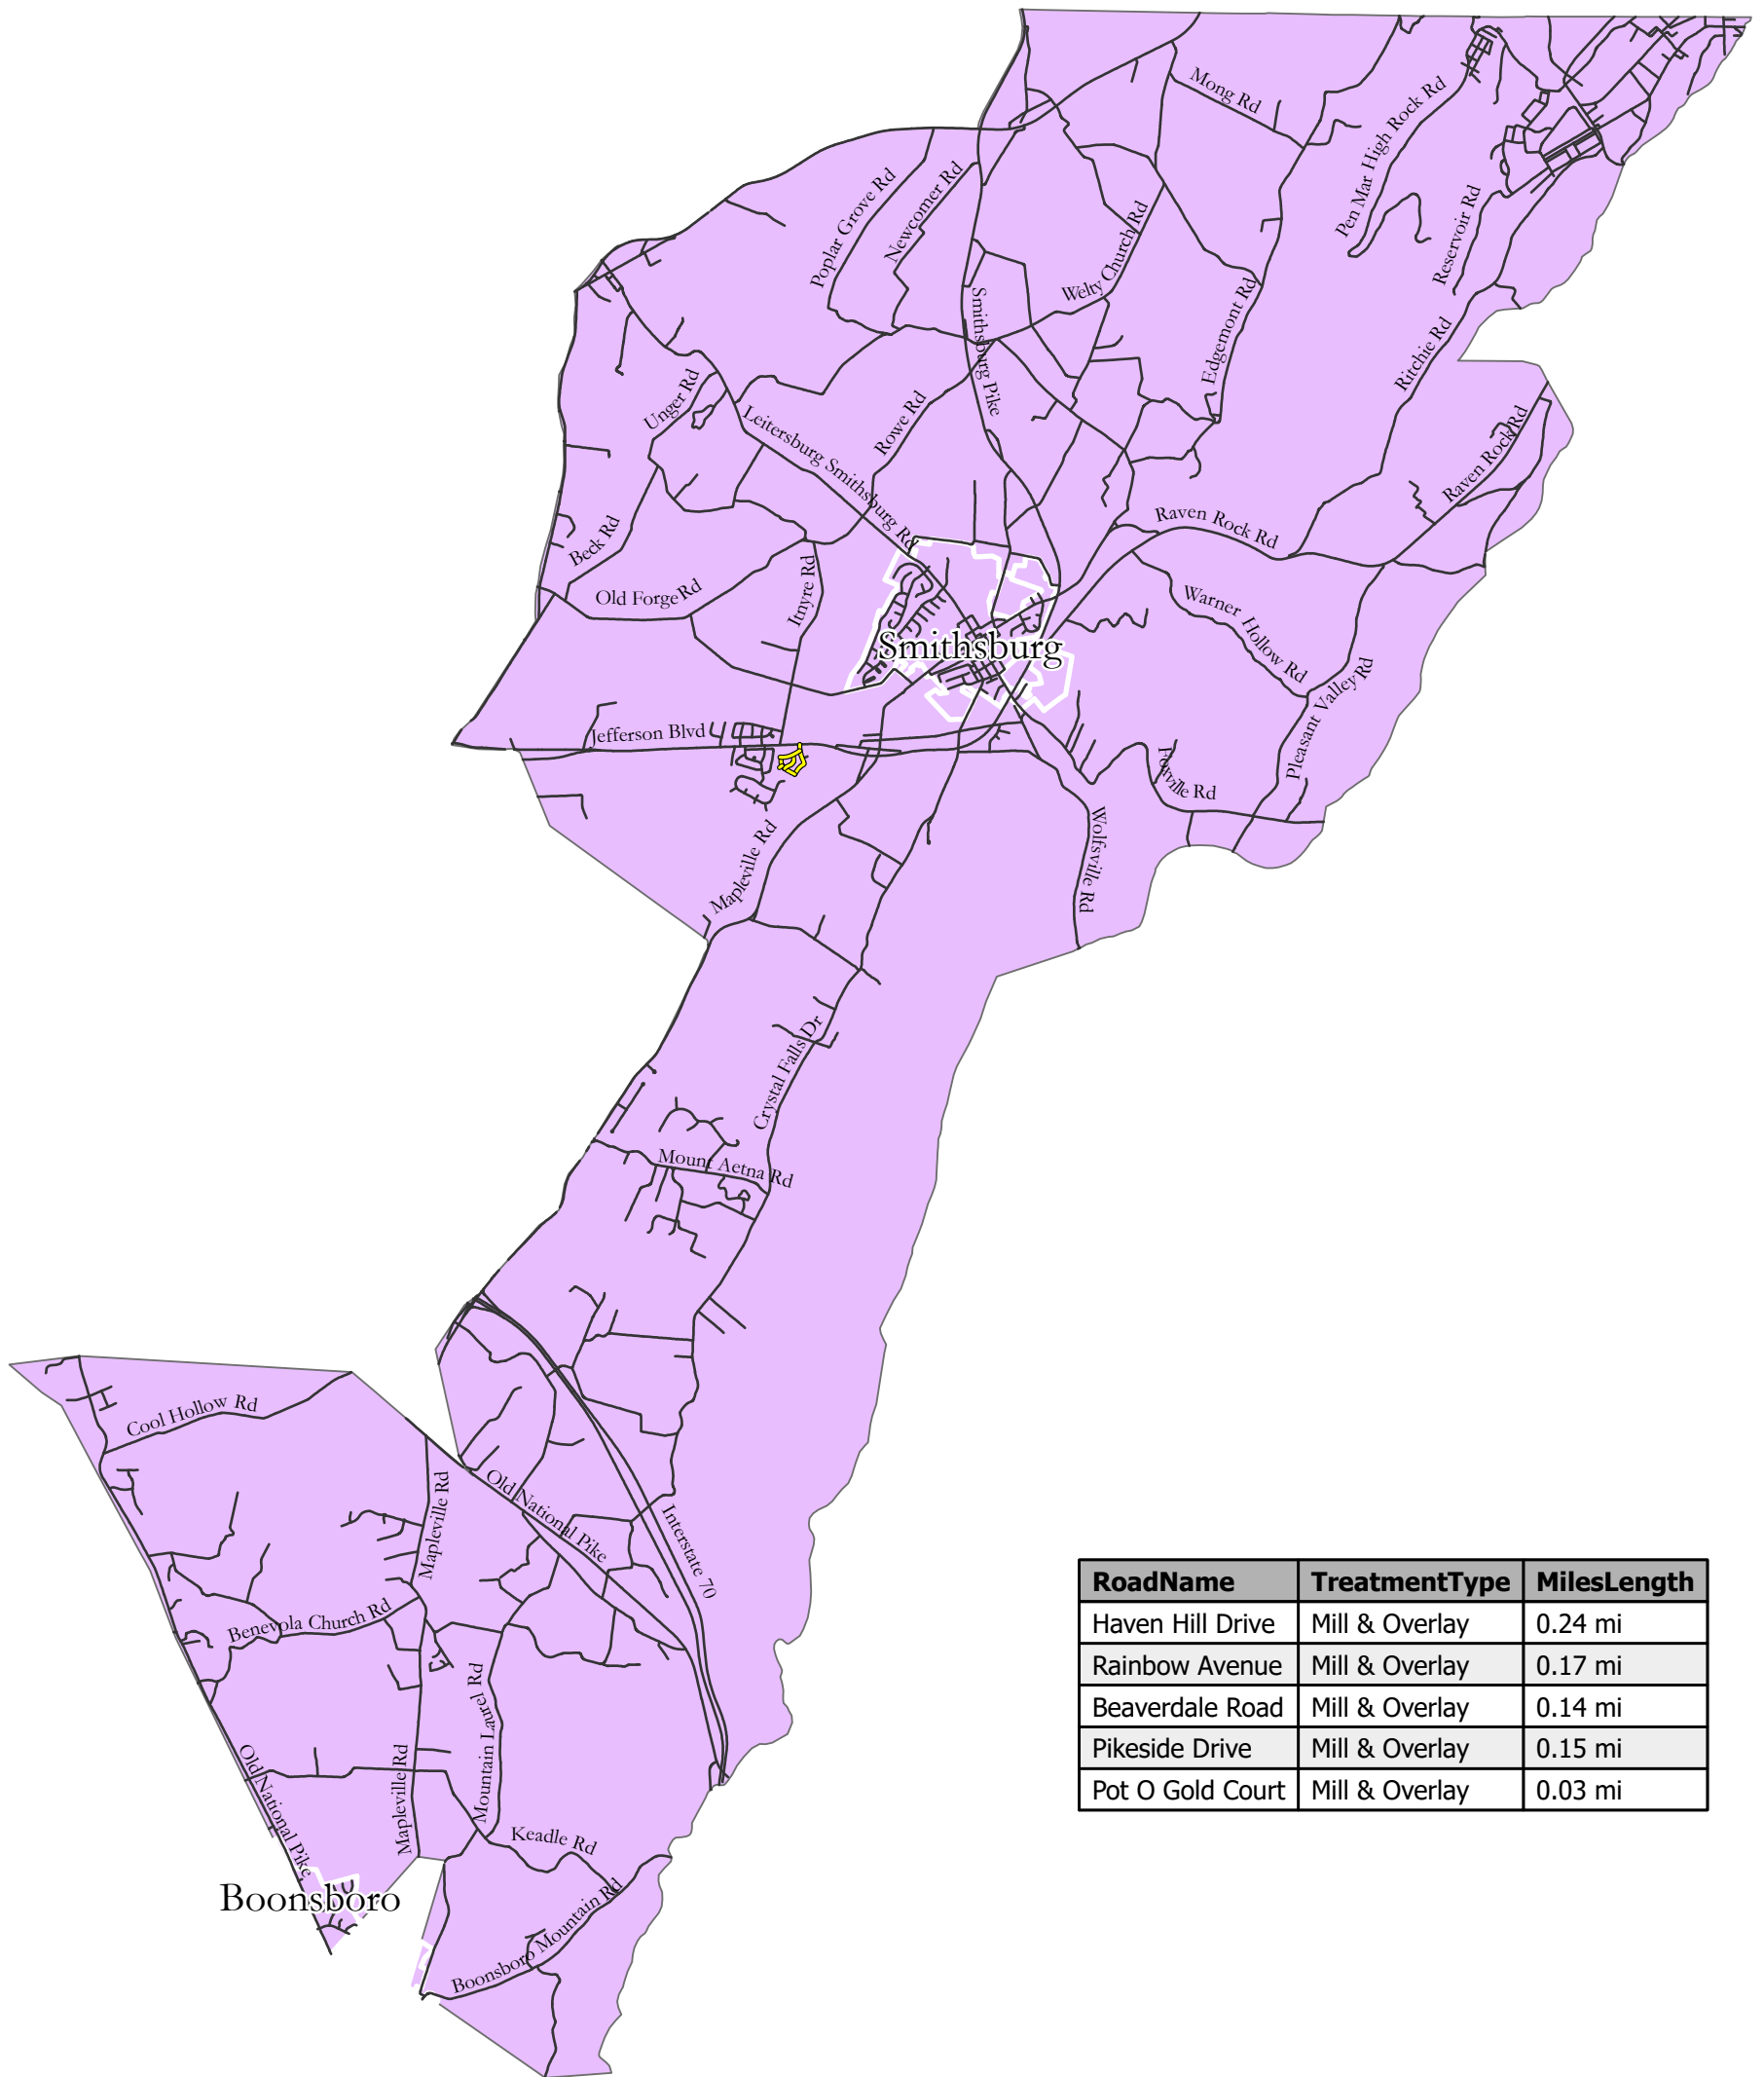 Mong Rd
Pen Mar High Rock Rd
Poplar Grove Rd
Newcomer Rd
Reservoir Rd
Welty Church Rd
Smithsburg Pike
Edgemont Rd
Ritchie Rd
Unger Rd
Leitersburg Smithsburg Rd
Rowe Rd
Raven Rock Rd
Raven Rock Rd
Beck Rd
Old Forge Rd
Itnyre Rd
Warner Hollow Rd
Smithsburg
Pleasant Valley Rd
Jefferson Blvd
Foxville Rd
Mapleville Rd
Wolfsville Rd
Crystal Falls Dr
Mount Aetna Rd
Cool Hollow Rd
Old National Pike
Mapleville Rd
Interstate 70
Benevola Church Rd
Mountain Laurel Rd
Old National Pike
Mapleville Rd
Keadle Rd
Boonsboro
Boonsboro Mountain Rd
RoadName TreatmentType MilesLength
Haven Hill Drive Mill & Overlay 0.24 mi
Rainbow Avenue Mill & Overlay 0.17 mi
Beaverdale Road Mill & Overlay 0.14 mi
Pikeside Drive Mill & Overlay 0.15 mi
Pot O Gold Court Mill & Overlay 0.03 mi